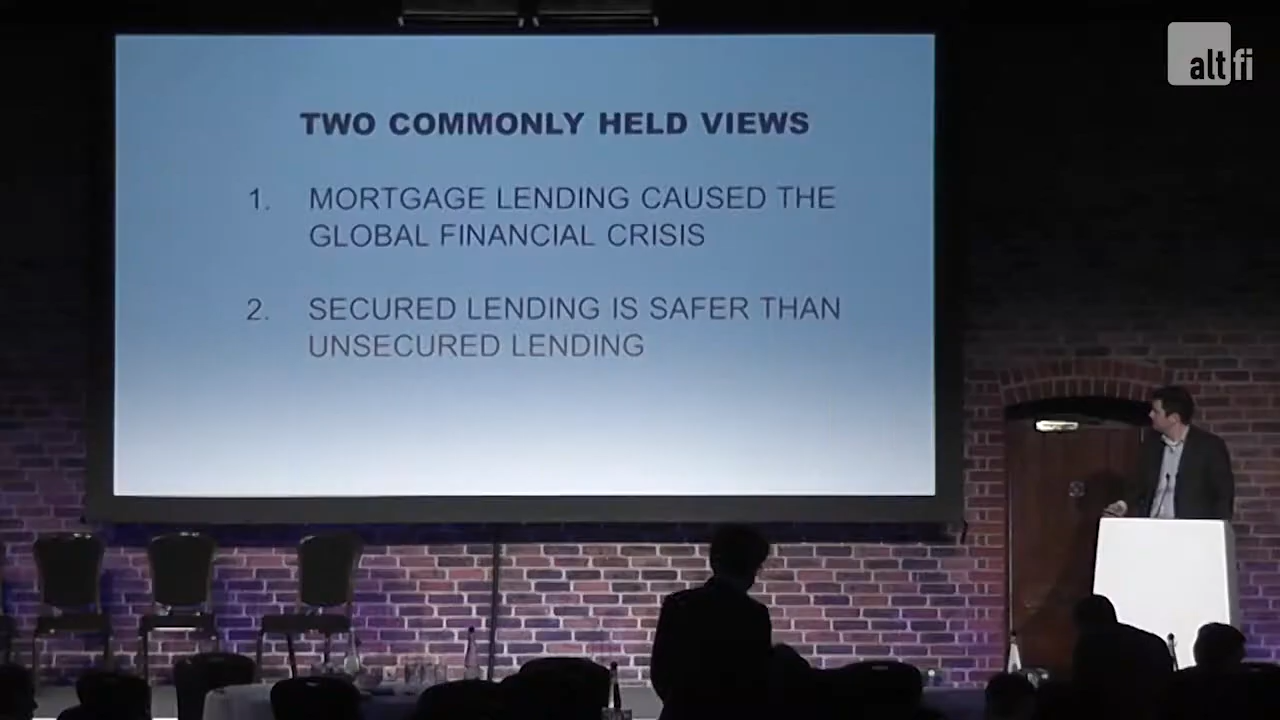 altfi
TWO COMMONLY HELD VIEWS
1. MORTGAGE LENDING CAUSED THE
GLOBAL FINANCIAL CRISIS
2. SECURED LENDING IS SAFER THAN
UNSECURED LENDING